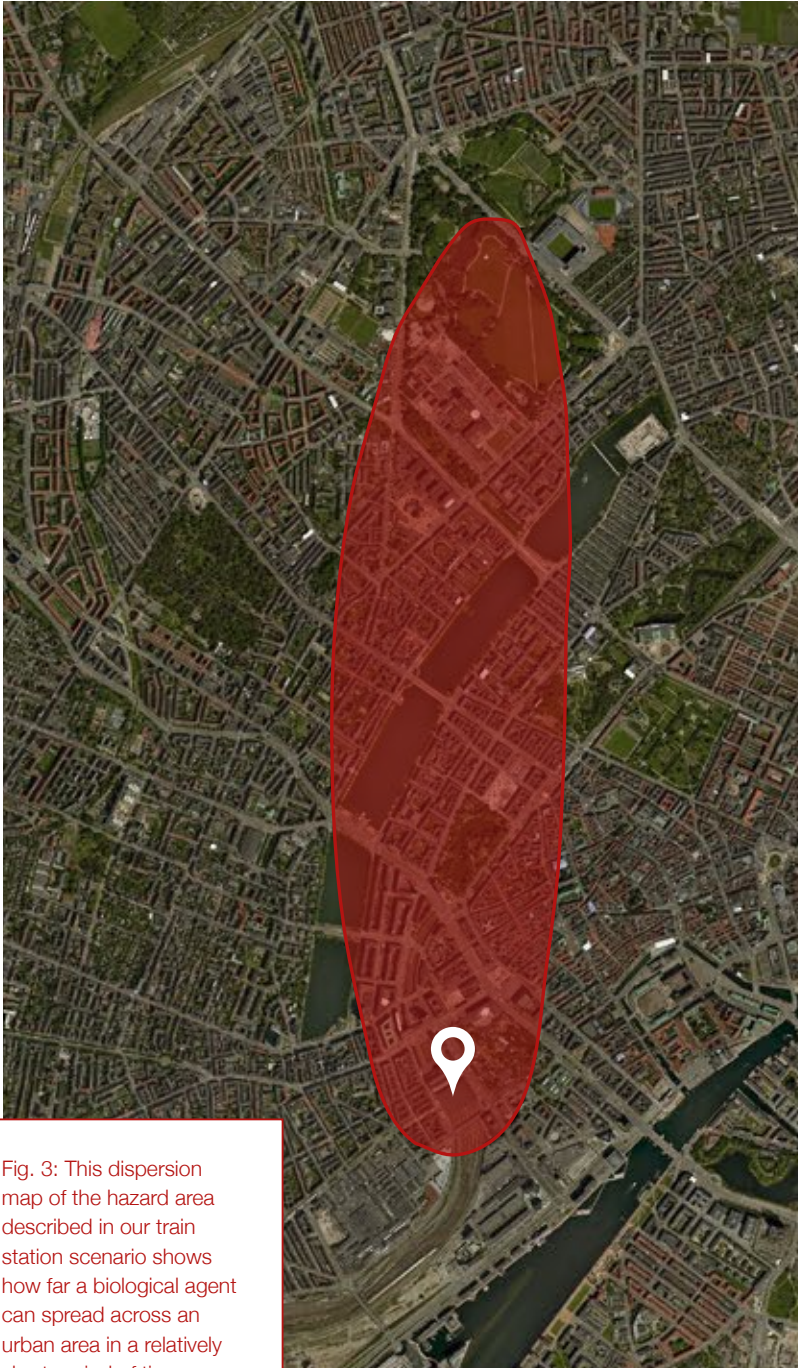 Fig. 3: This dispersion
map of the hazard area
described in our train
station scenario shows
how far a biological agent
can spread across an
urban area in a relatively